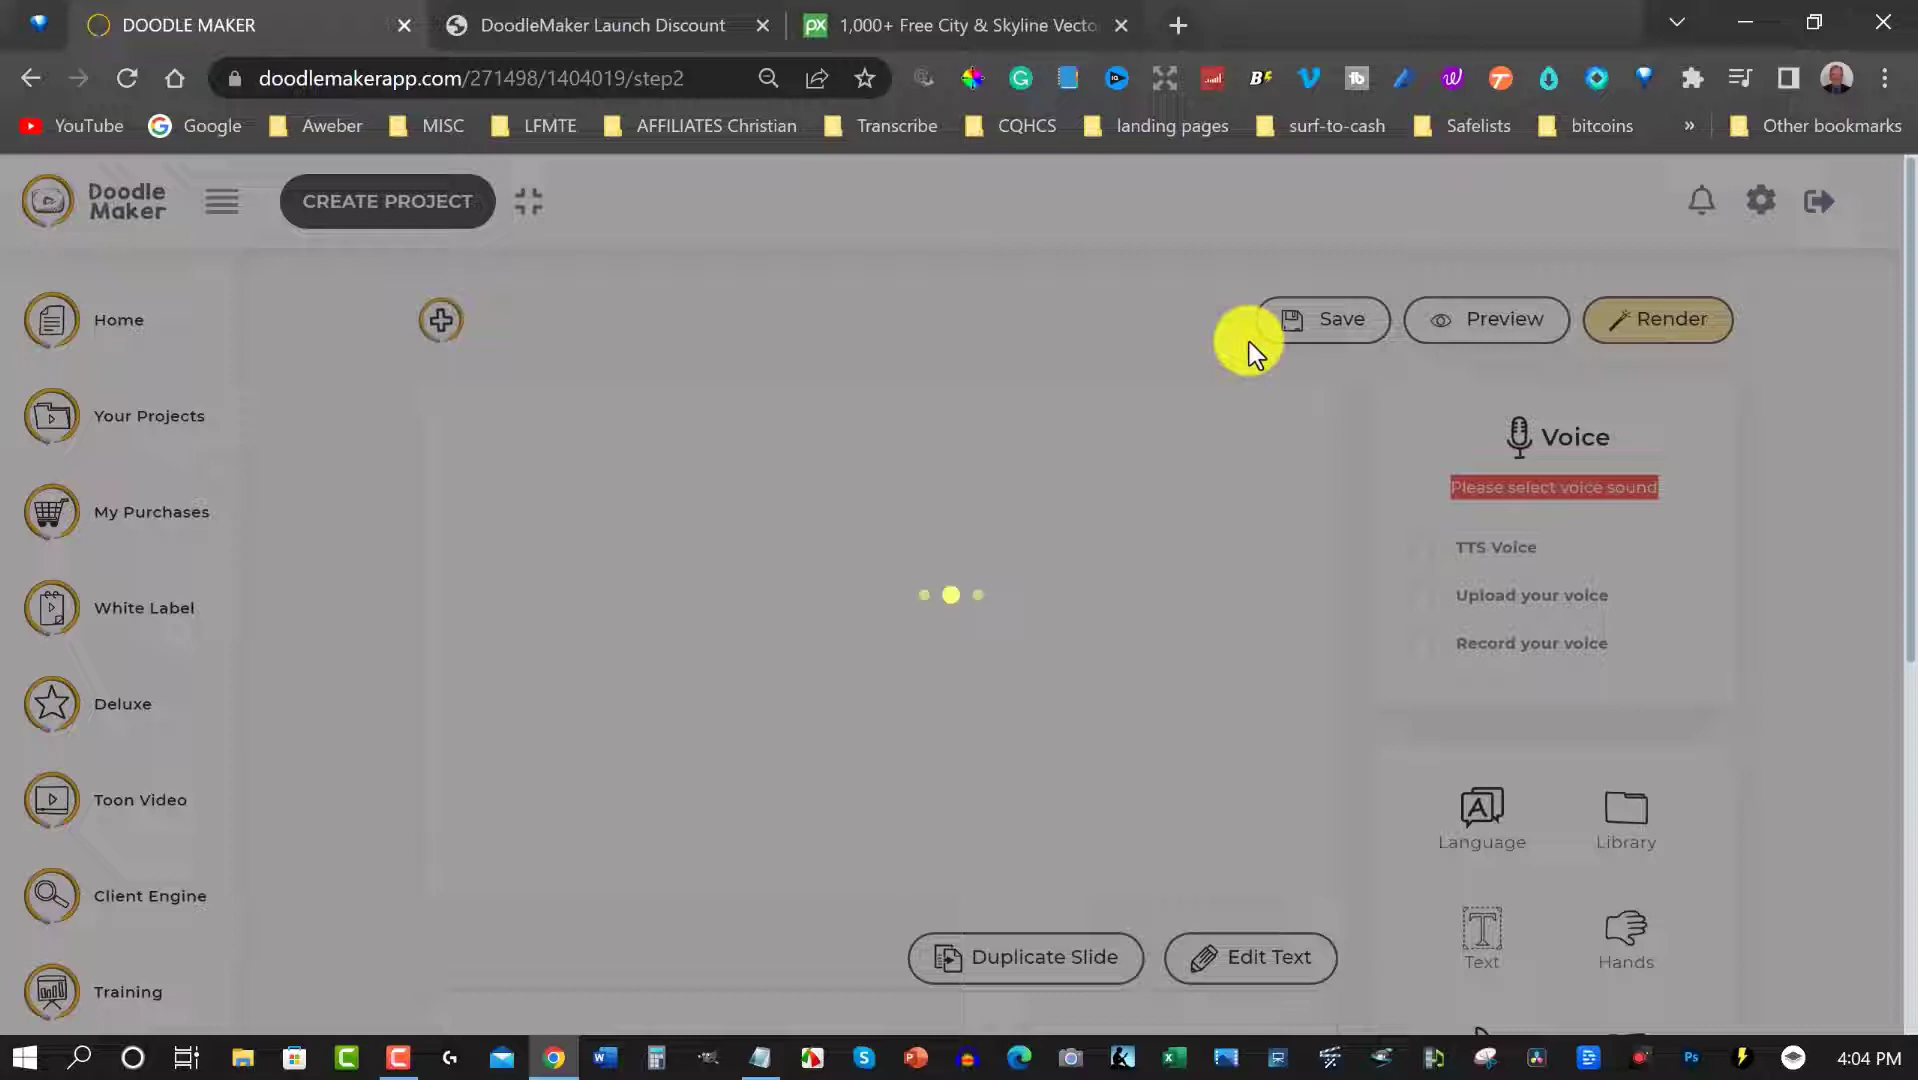 DOODLE MAKER
DoodleMaker Launch Discount
px
1,000+ Free City & Skyline Vecto
doodlemakerapp.com/271498/1404019/step2
YouTube
Google
Aweber
MISC
LFMTE
AFFILIATES Christian
Transcribe
CQHCS
landing pages
surf-to-cash
Safelists
bitcoins
»
Other bookmarks
Doodle
Maker
CREATE PROJECT
Home
Your Projects
My Purchases
White Label
Deluxe
Toon Video
Client Engine
Training
Save
Preview
Render
Voice
Please select voice sound
TTS Voice
Upload your voice
Record your voice
Language
Library
Text
Hands
Duplicate Slide
Edit Text
4:04 PM